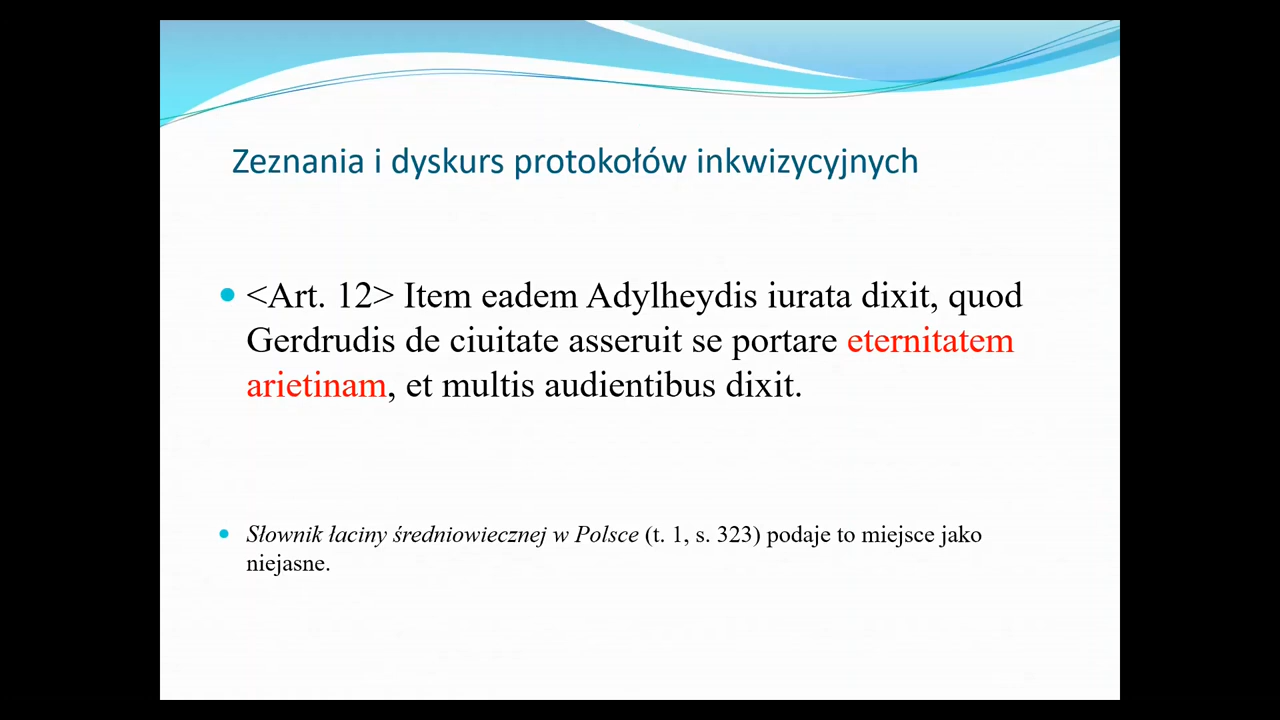 Zeznania i dyskurs protokołów inkwizycyjnych
• <Art. 12> Item eadem Adylheydis iurata dixit, quod
Gerdrudis de ciuitate asseruit se portare eternitatem
arietinam, et multis audientibus dixit.
• Słownik łaciny średniowiecznej w Polsce (t. 1, s. 323) podaje to miejsce jako
niejasne.